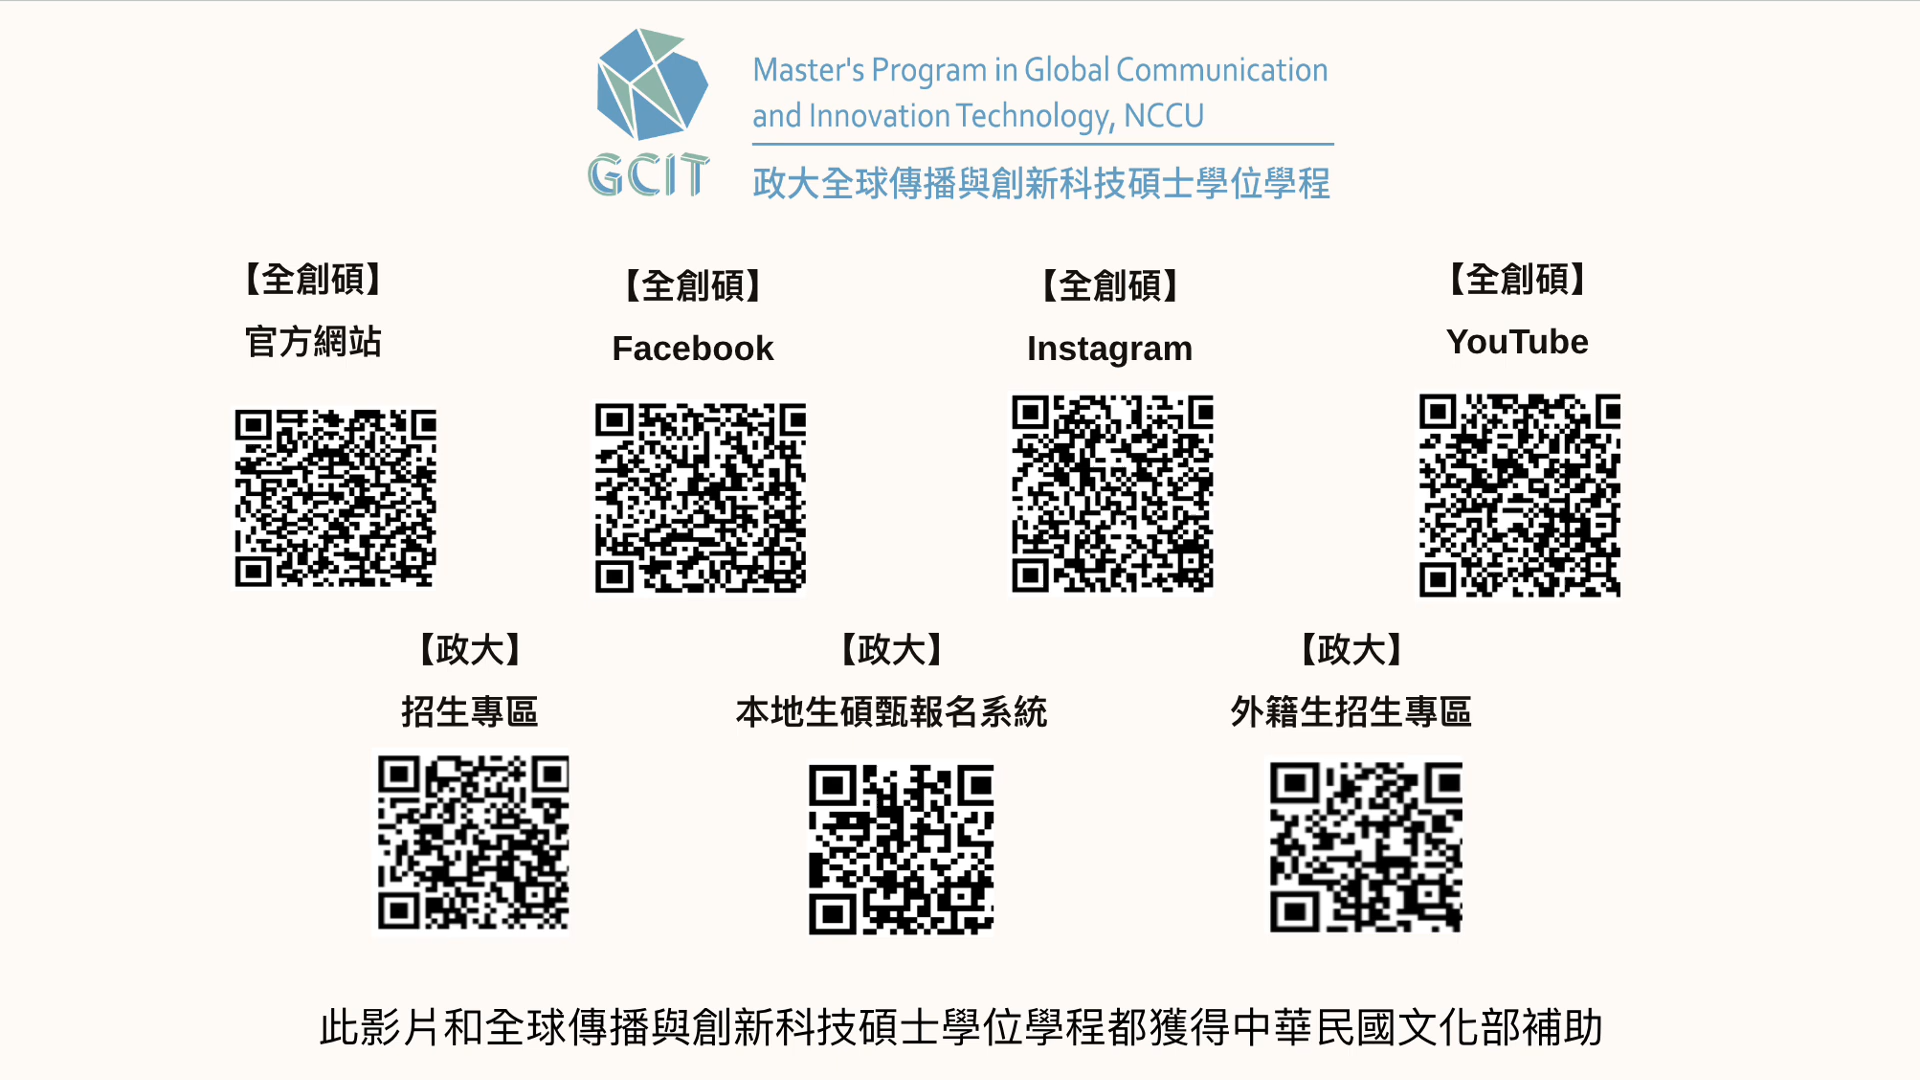 Master's Program in Global Communication
and Innovation Technology, NCCU
GCIT
政大全球傳播與創新科技碩士學位學程
【全創碩】
官方網站
【全創碩】
Facebook
【全創碩】
Instagram
【全創碩】
YouTube
【政大】
招生專區
【政大】
本地生碩甄報名系統
【政大】
外籍生招生專區
此影片和全球傳播與創新科技碩士學位學程都獲得中華民國文化部補助